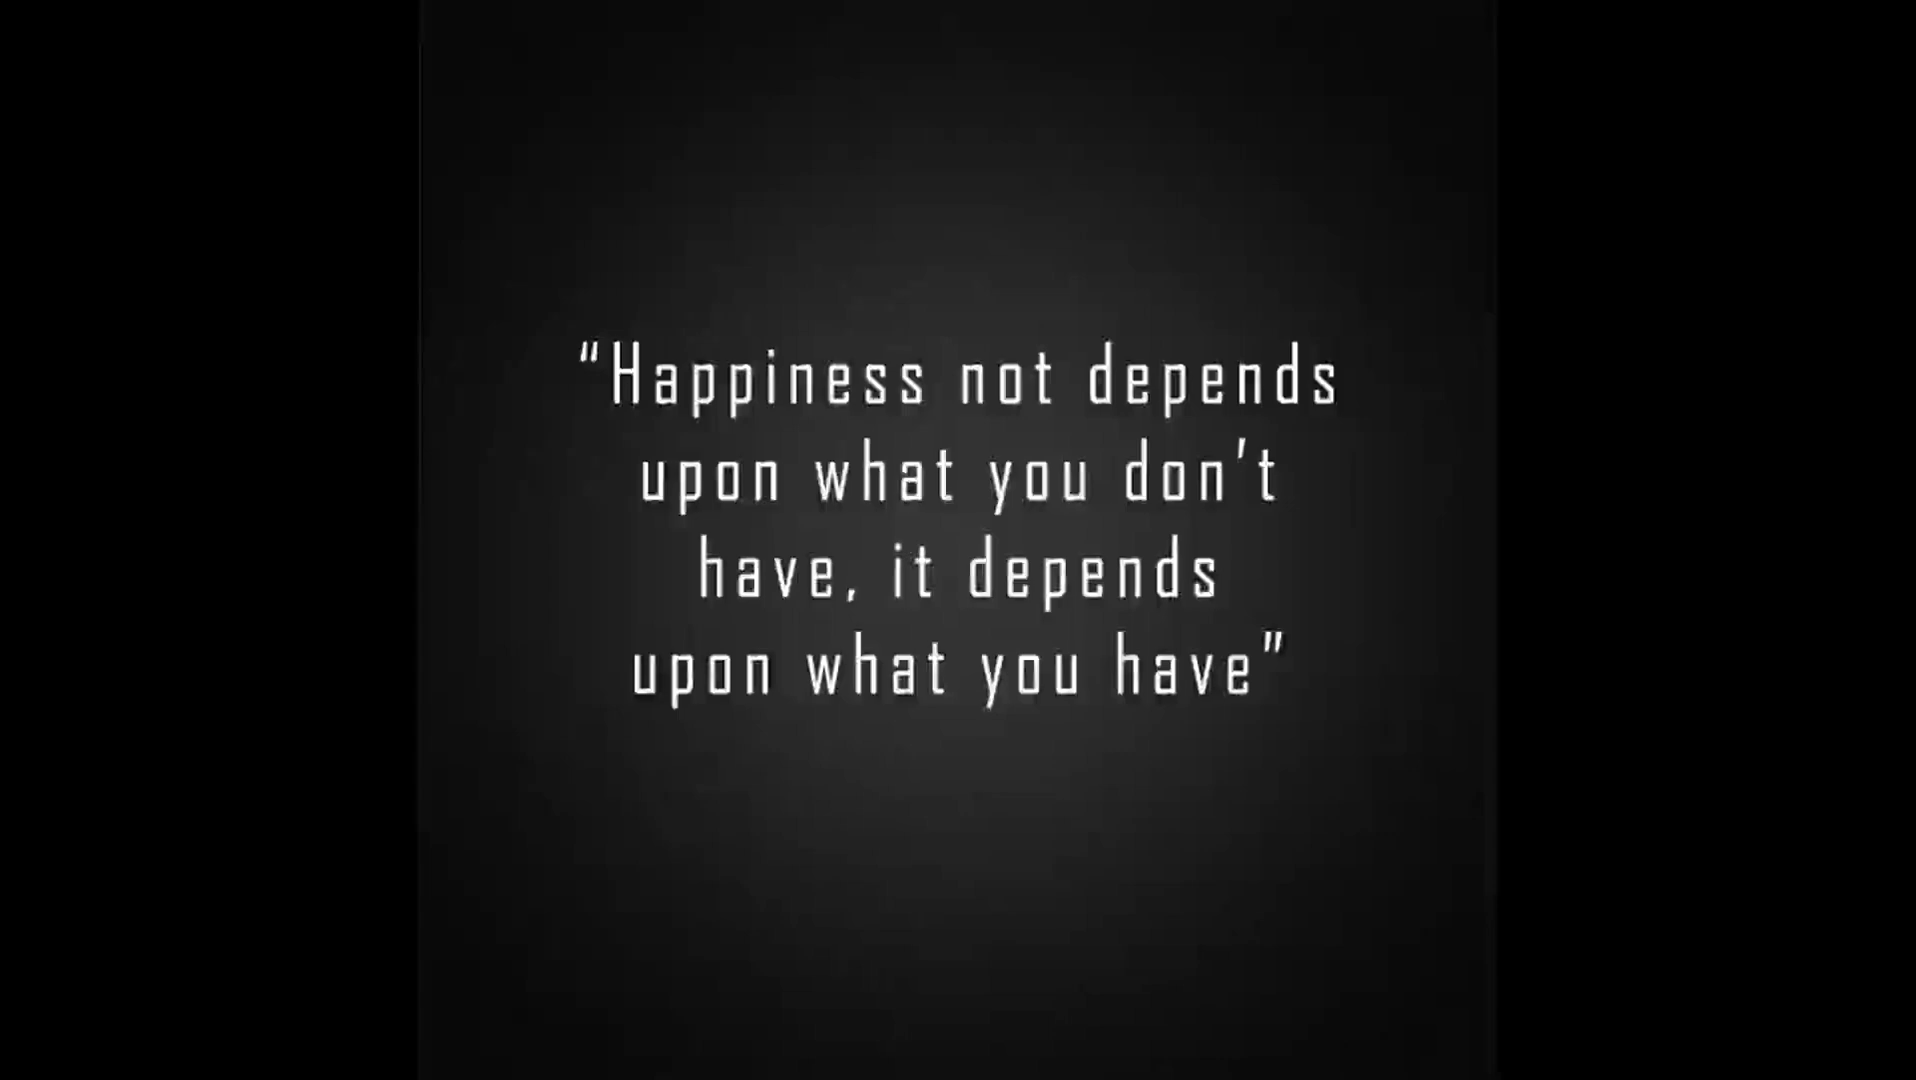 “Happiness not depends
upon what you don’t
have, it depends
upon what you have”